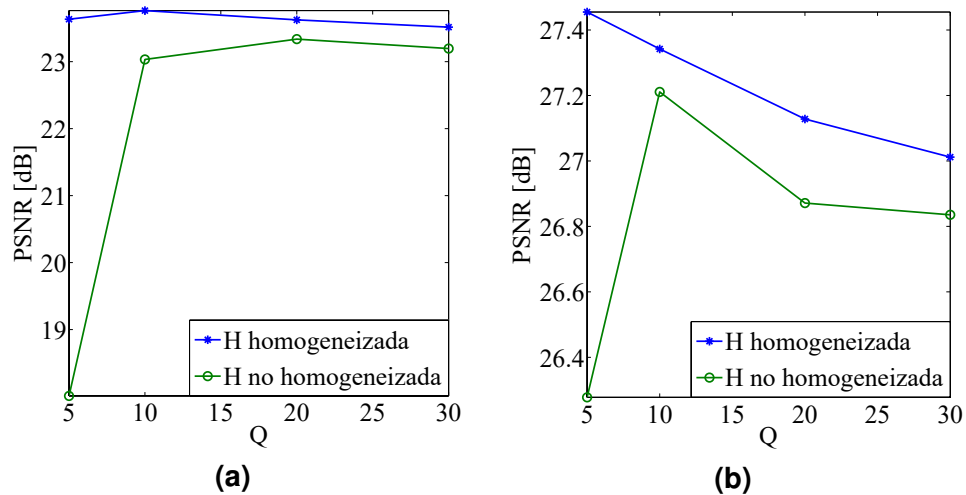 23
22
21
20
19
PSNR [dB]
5
10
15
20
25
30
Q
H homogeneizada
H no homogeneizada
(a)
27.4
27.2
27
26.8
26.6
26.4
PSNR [dB]
5
10
15
20
25
30
Q
H homogeneizada
H no homogeneizada
(b)